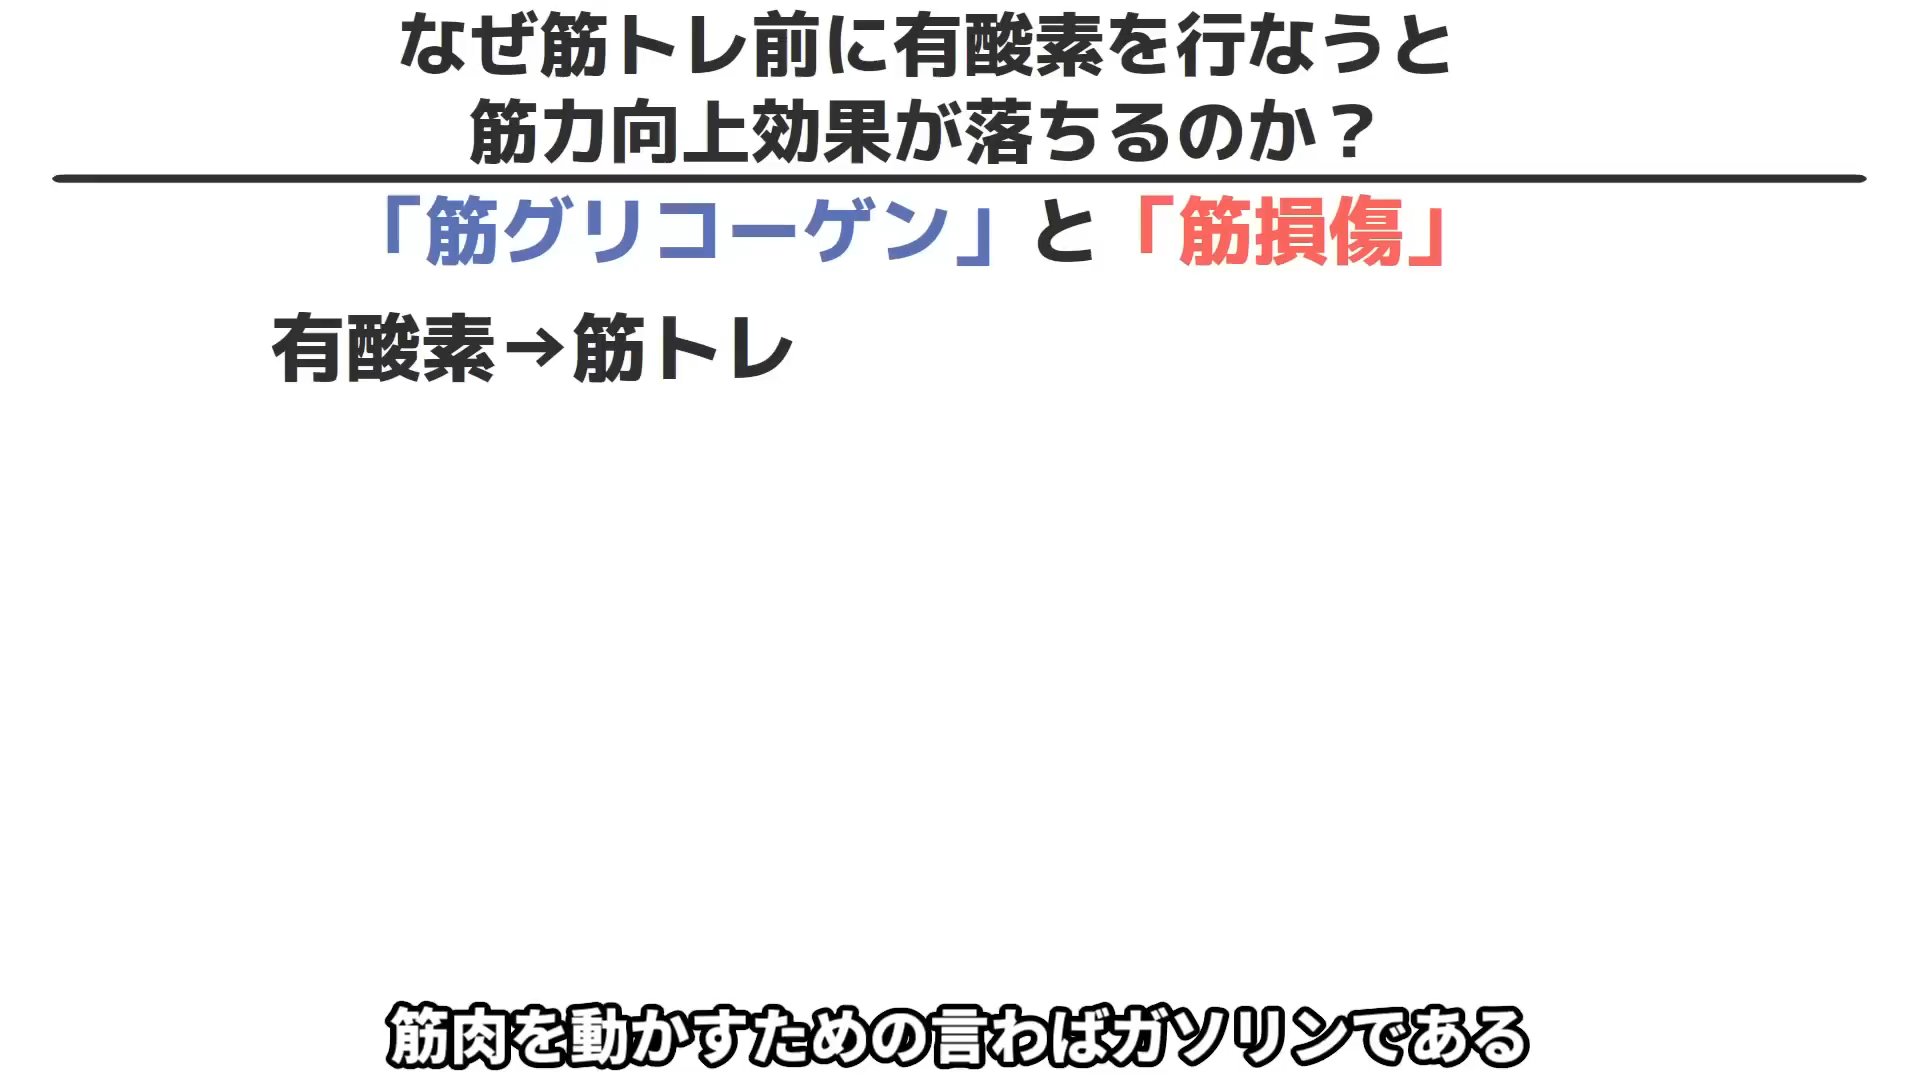 なぜ筋トレ前に有酸素を行なうと
筋力向上効果が落ちるのか？
「筋グリコーゲン」と「筋損傷」
有酸素→筋トレ
筋肉を動かすための言わばガソリンである